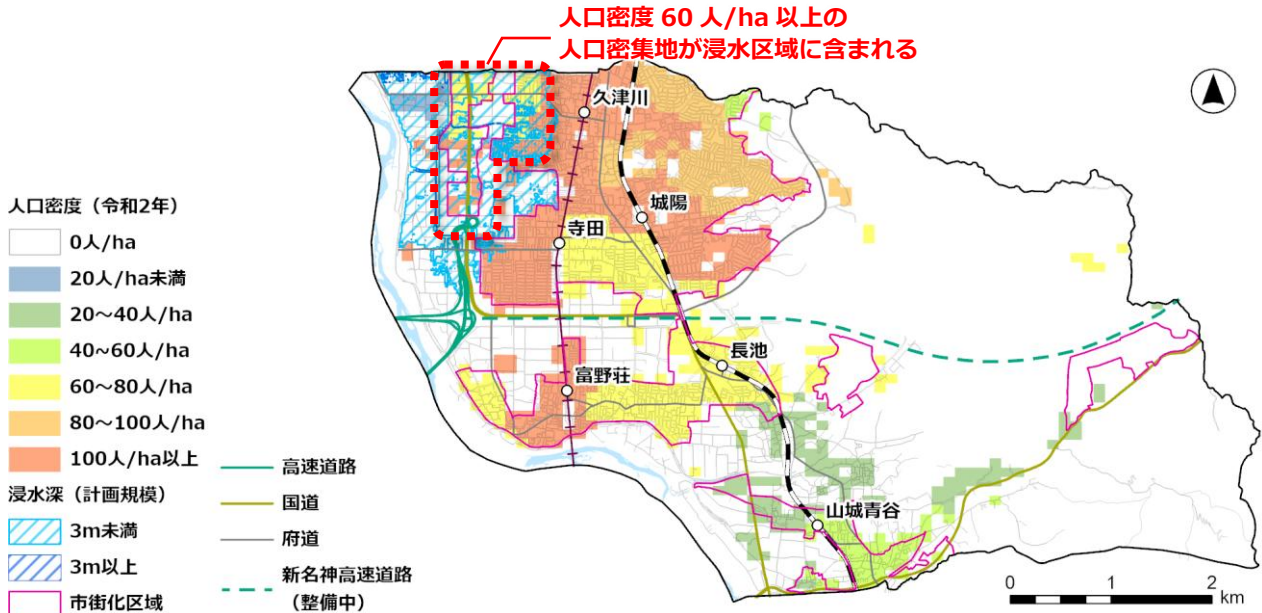 人口密度 60 人/ha 以上の
人口密集地が浸水区域に含まれる
久津川
城陽
寺田
長池
富野荘
山城青谷
人口密度（令和2年）
0人/ha
20人/ha未満
20～40人/ha
40~60人/ha
60～80人/ha
80～100人/ha
100人/ha以上
浸水深（計画規模）
3m未満
3m以上
市街化区域
高速道路
国道
府道
新名神高速道路
（整備中）
0 1 2
km